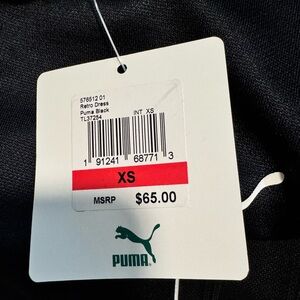 576512 01
Retro Dress
Puma Black
TL37254
INT XS
1 91241 68771 3
XS
MSRP $65.00
PUMA